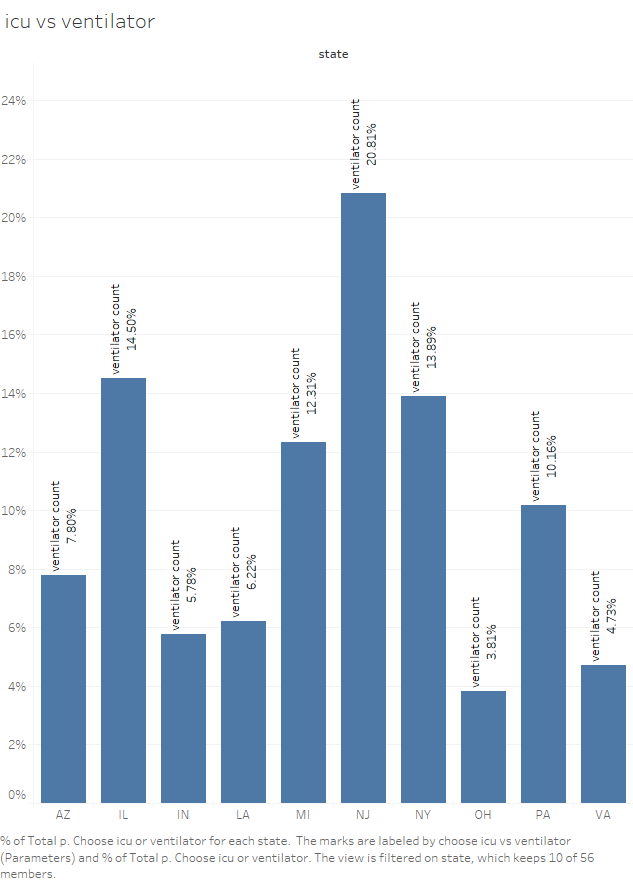 icu vs ventilator
state
24%
22%
20%
18%
16%
14%
12%
10%
8%
6%
4%
2%
0%
ventilator count
7.80%
ventilator count
14.50%
ventilator count
5.78%
ventilator count
6.22%
ventilator count
12.31%
ventilator count
20.81%
ventilator count
13.89%
ventilator count
3.81%
ventilator count
10.16%
ventilator count
4.73%
AZ IL IN LA MI NJ NY OH PA VA
% of Total p. Choose icu or ventilator for each state.  The marks are labeled by choose icu vs ventilator
(Parameters) and % of Total p. Choose icu or ventilator. The view is filtered on state, which keeps 10 of 56
members.